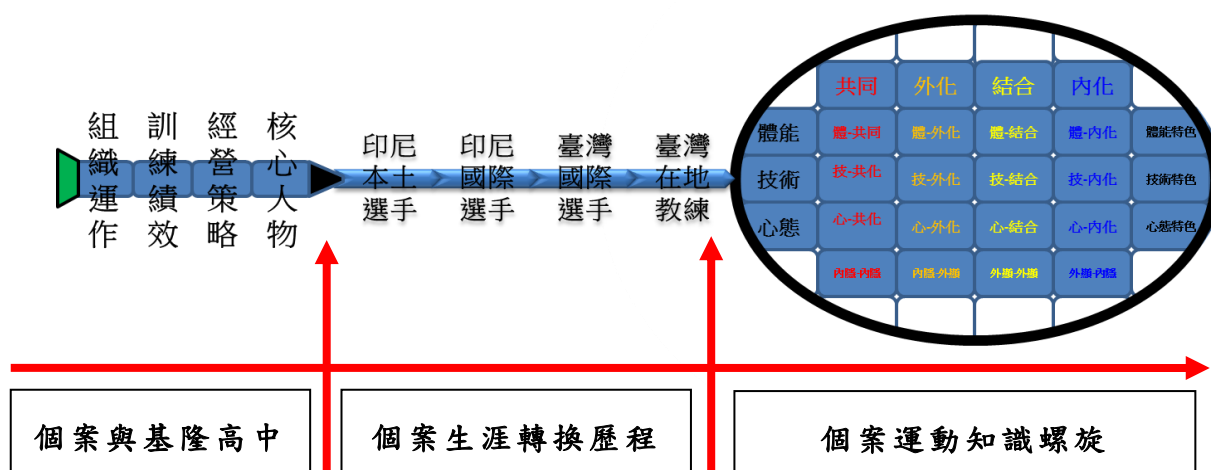 組織運作
訓練績效
經營策略
核心人物
印尼
本土
選手
印尼
國際
選手
臺灣
國際
選手
臺灣
在地
教練
共同 外化 結合 內化
體能 體-共同 體-外化 體-結合 體-內化 體能特色
技術 技-共化 技-外化 技-結合 技-內化 技術特色
心態 心-共化 心-外化 心-結合 心-內化 心態特色
內隱-內隱 內隱-外顯 外顯-外顯 外顯-內隱
個案與基隆高中
個案生涯轉換歷程
個案運動知識螺旋